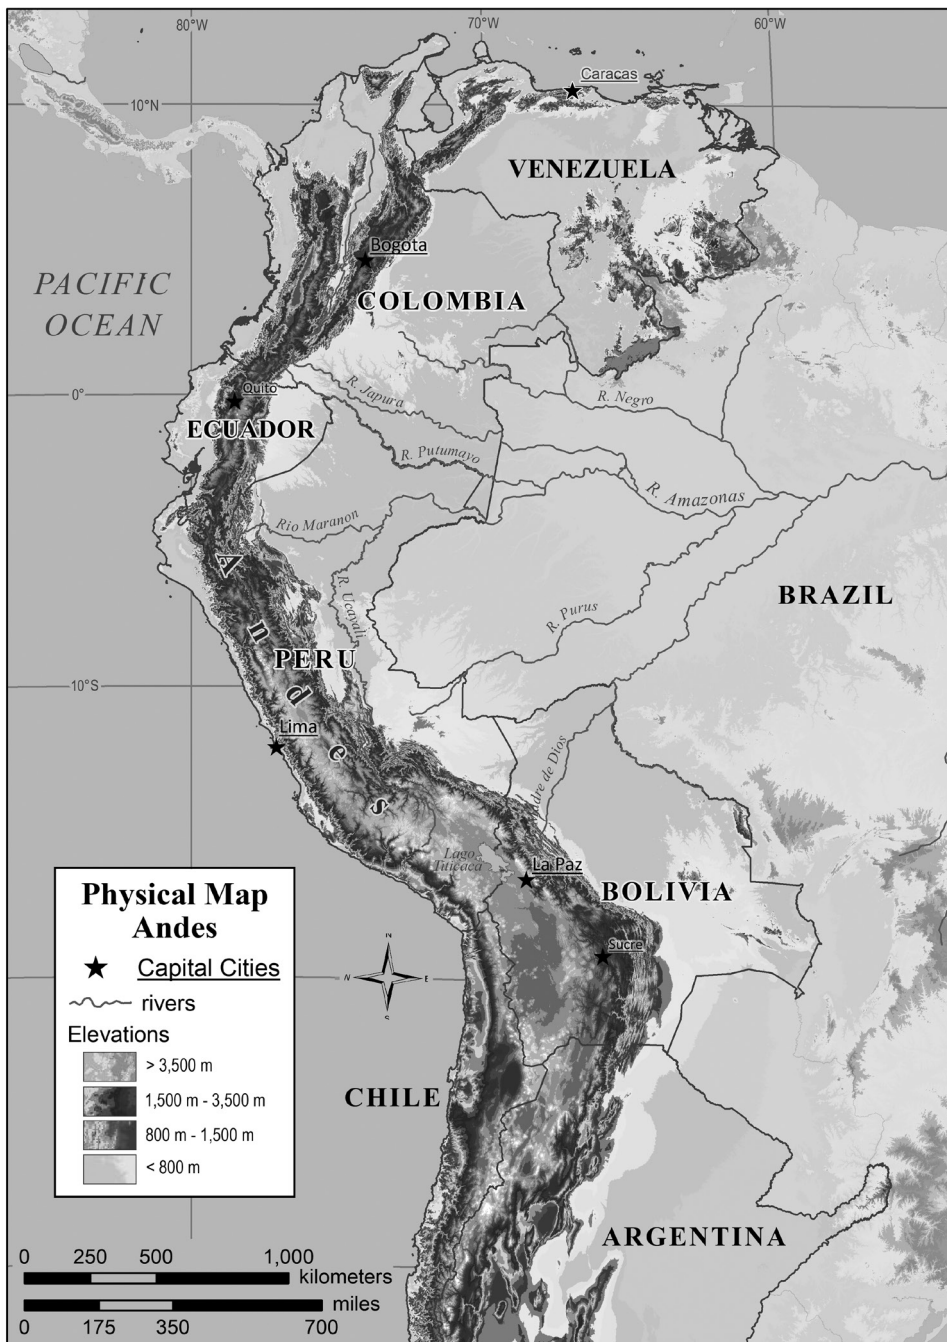 80°W
70°W
60°W
Caracas
10°N
VENEZUELA
Bogota
PACIFIC
OCEAN
COLOMBIA
Quito
R. Japura
R. Negro
0°
ECUADOR
R. Putumayo
R. Amazonas
Rio Maranon
R. Ucayali
R. Purus
BRAZIL
Andes
PERU
10°S
Lima
Madre de Dios
Lago
Titicaca
La Paz
BOLIVIA
Sucre
Physical Map
Andes
Capital Cities
rivers
Elevations
> 3,500 m
1,500 m - 3,500 m
800 m - 1,500 m
< 800 m
N
N
E
S
CHILE
ARGENTINA
0 250 500 1,000
kilometers
miles
0 175 350 700